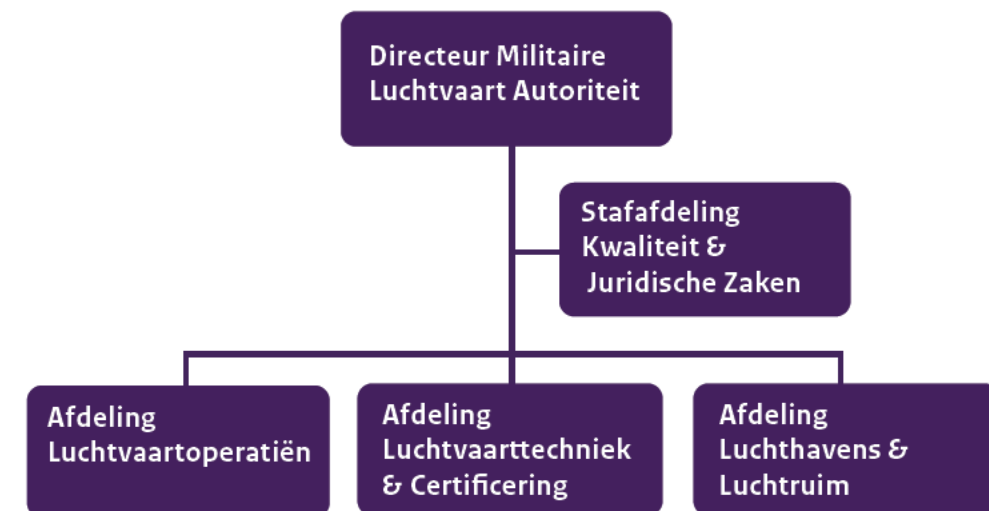 Directeur Militaire
Luchtvaart Autoriteit
Stafafdeling
Kwaliteit &
Juridische Zaken
Afdeling
Luchtvaartoperatiën
Afdeling
Luchtvaarttechniek
& Certificering
Afdeling
Luchthavens &
Luchtruim